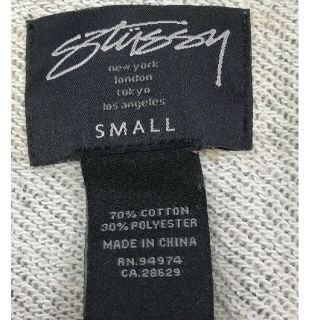 stüssy
new york
london
tokyo
los angeles
SMALL
70% COTTON
30% POLYESTER
MADE IN CHINA
RN.94974
CA.28629